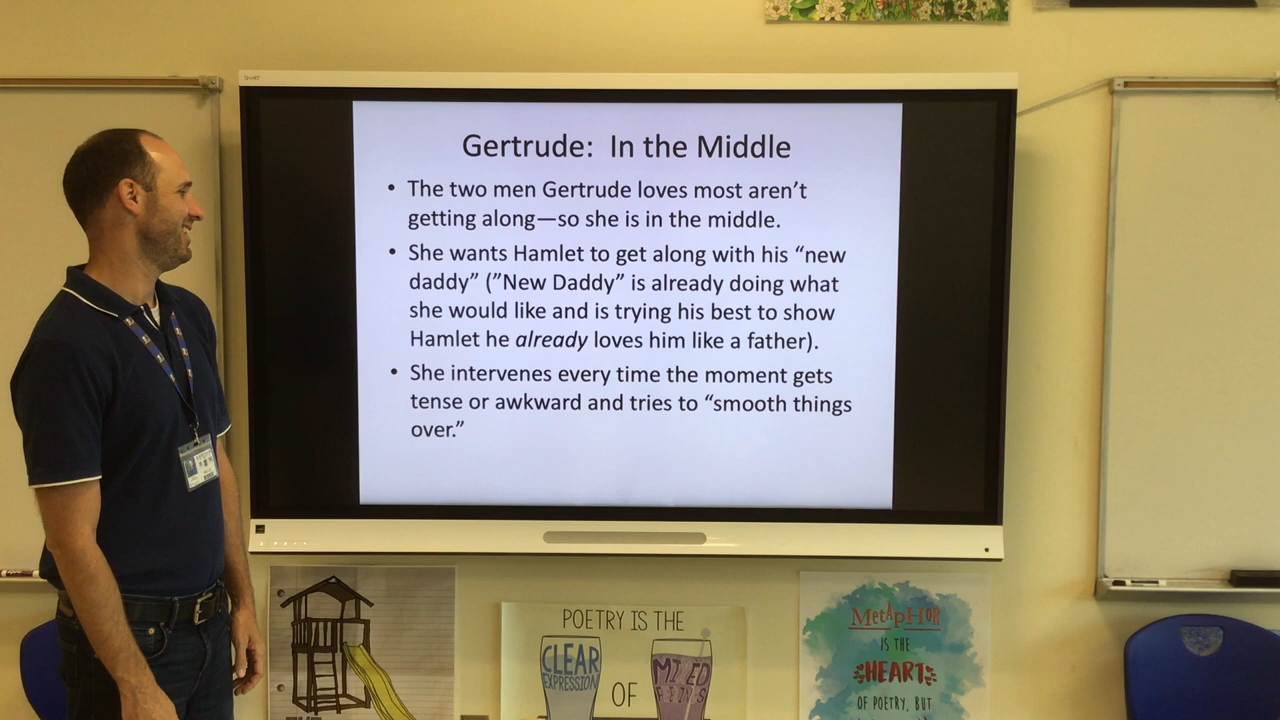 SMART
Gertrude: In the Middle
• The two men Gertrude loves most aren’t
getting along—so she is in the middle.
• She wants Hamlet to get along with his “new
daddy” (”New Daddy” is already doing what
she would like and is trying his best to show
Hamlet he already loves him like a father).
• She intervenes every time the moment gets
tense or awkward and tries to “smooth things
over.”
POETRY IS THE
CLEAR
EXPRESSION
OF
MIXED
MetApHOR
IS THE
HEART
OF POETRY, BUT